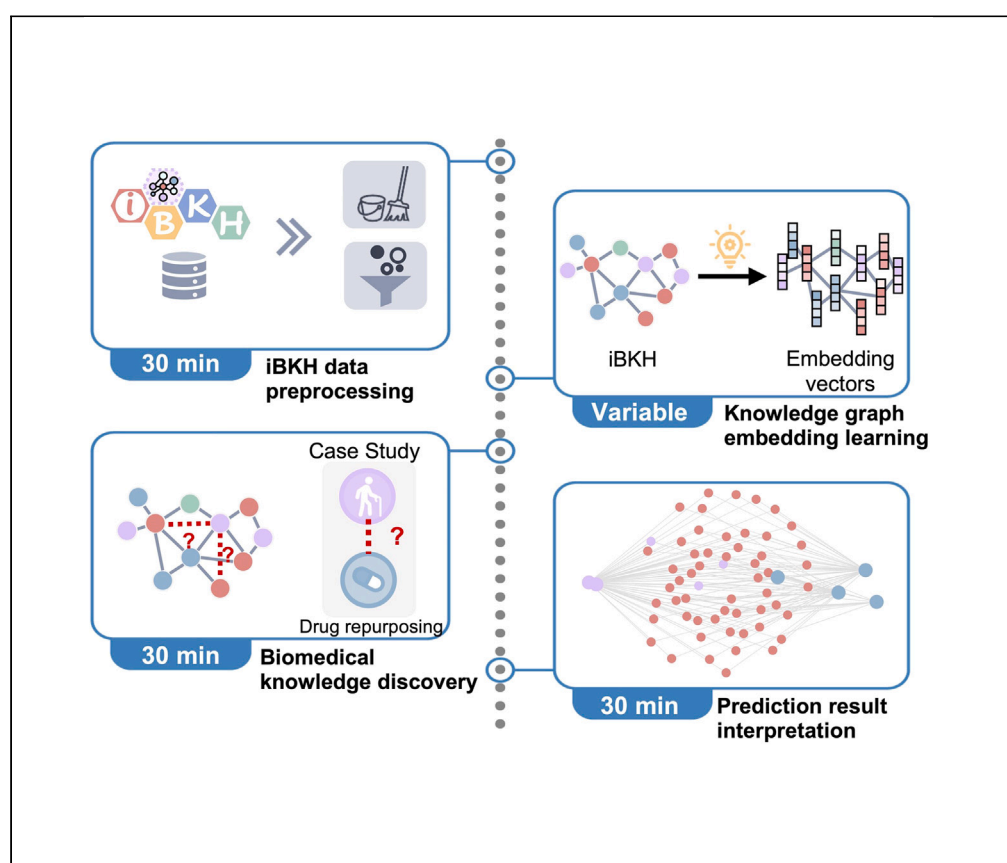 iBKH
30 min
iBKH data
preprocessing
iBKH
Embedding
vectors
Variable
Knowledge graph
embedding learning
Case Study
?
?
?
Drug repurposing
30 min
Biomedical
knowledge discovery
30 min
Prediction result
interpretation